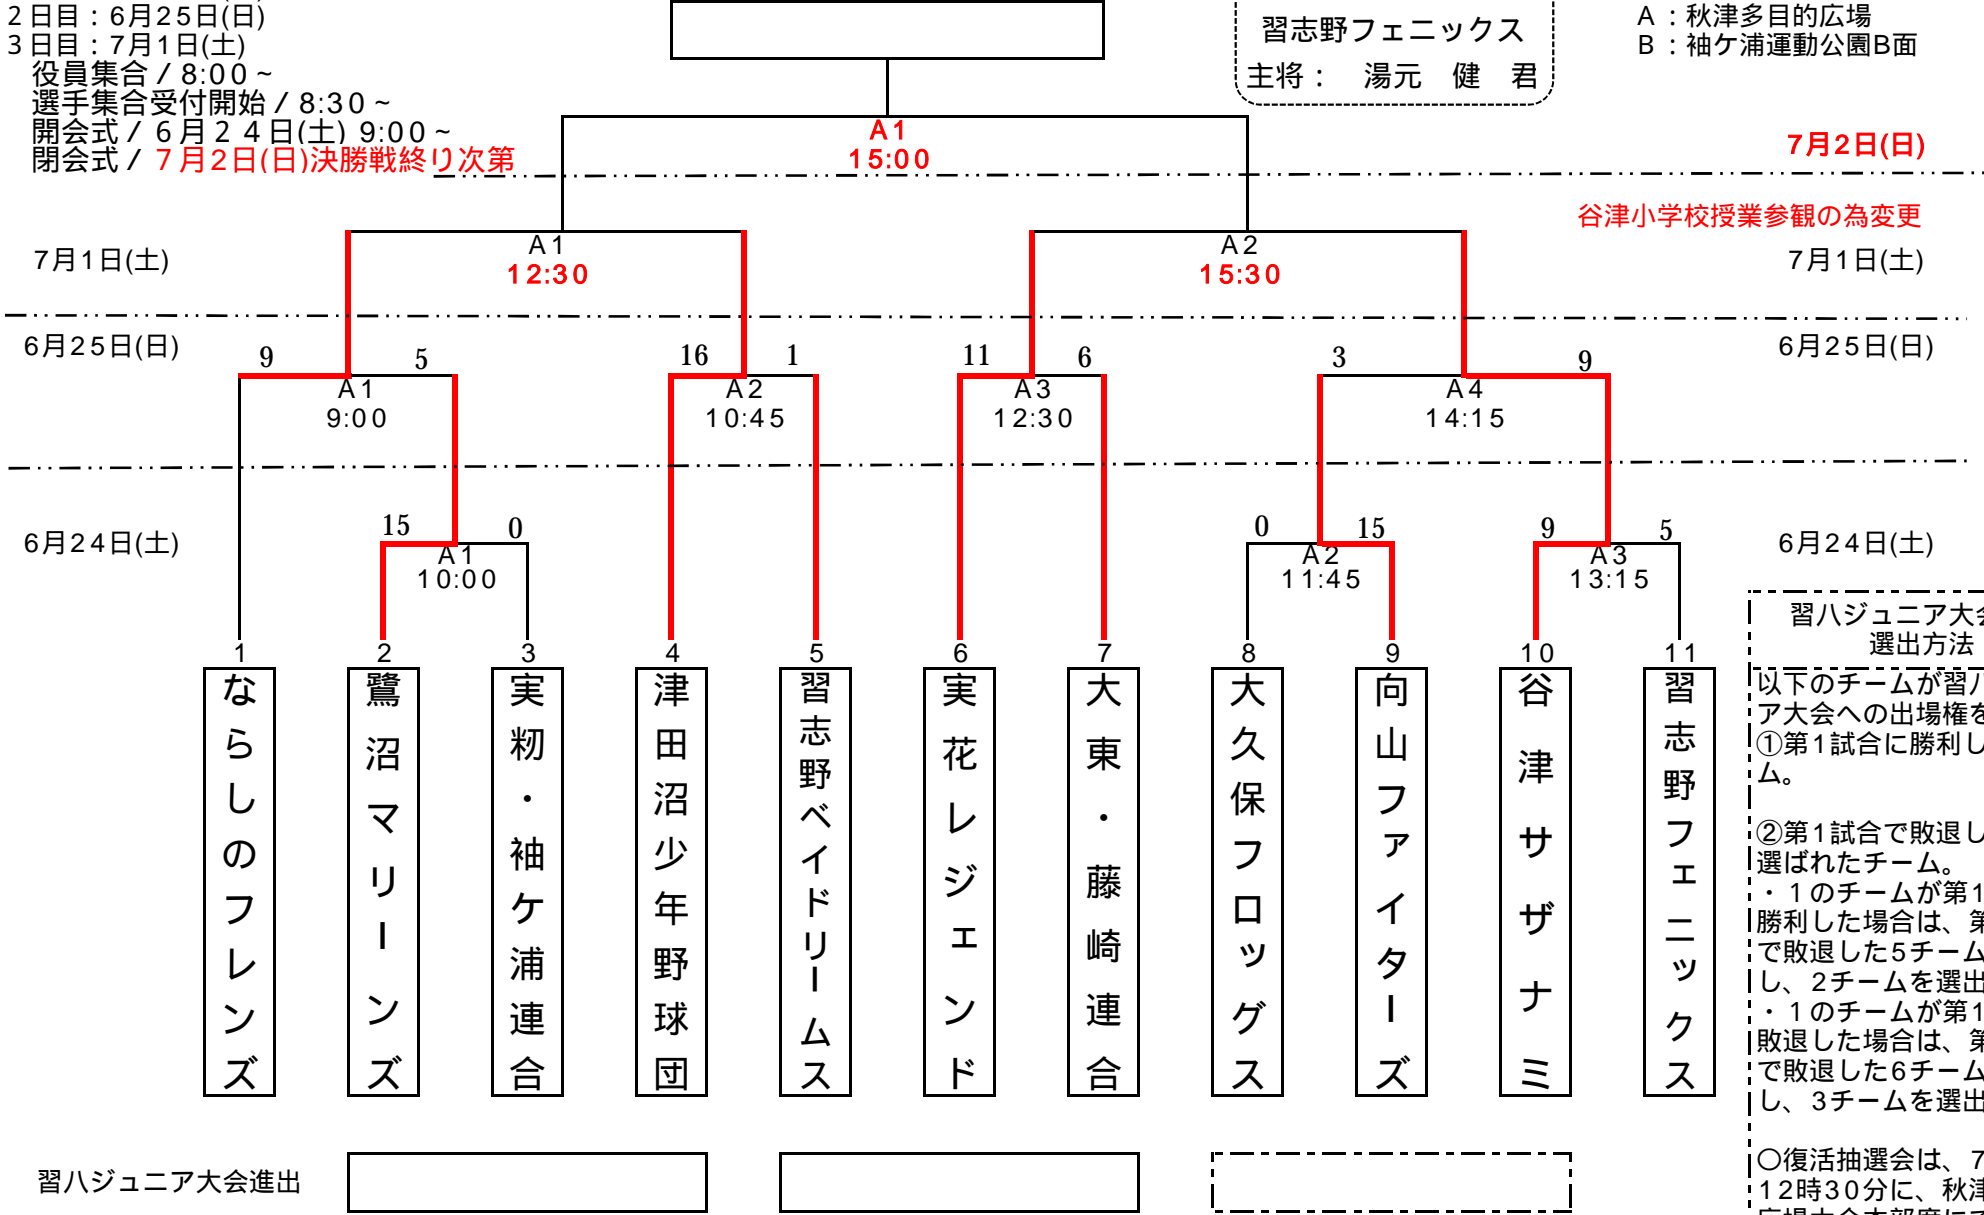 2日目：6月25日(日)
3日目：7月1日(土)
役員集合 / 8:00～
選手集合受付開始 / 8:30～
開会式 / 6月24日(土) 9:00～
閉会式 / 7月2日(日)決勝戦終り次第
習志野フェニックス
主将： 湯元 健 君
A：秋津多目的広場
B：袖ケ浦運動公園B面
A1
15:00
7月2日(日)
谷津小学校授業参観の為変更
7月1日(土)
A1
12:30
A2
15:30
7月1日(土)
6月25日(日)
9 5
A1
9:00
16 1
A2
10:45
11 6
A3
12:30
3 9
A4
14:15
6月25日(日)
6月24日(土)
15 0
A1
10:00
0 15
A2
11:45
9 5
A3
13:15
6月24日(土)
1 2 3 4 5 6 7 8 9 10 11
ならしのフレンズ
鷺沼マリーンズ
実籾・袖ケ浦連合
津田沼少年野球団
習志野ベイドリームス
実花レジェンド
大東・藤崎連合
大久保フロッグス
向山ファイターズ
谷津サザナミ
習志野フェニックス
習八ジュニア大会
選出方法
以下のチームが習八
ア大会への出場権を
①第1試合に勝利し
ム。
②第1試合で敗退し
選ばれたチーム。
・1のチームが第1
勝利した場合は、第
で敗退した5チーム
し、2チームを選出
・1のチームが第1
敗退した場合は、第
で敗退した6チーム
し、3チームを選出
○復活抽選会は、7
12時30分に、秋津
習八ジュニア大会進出